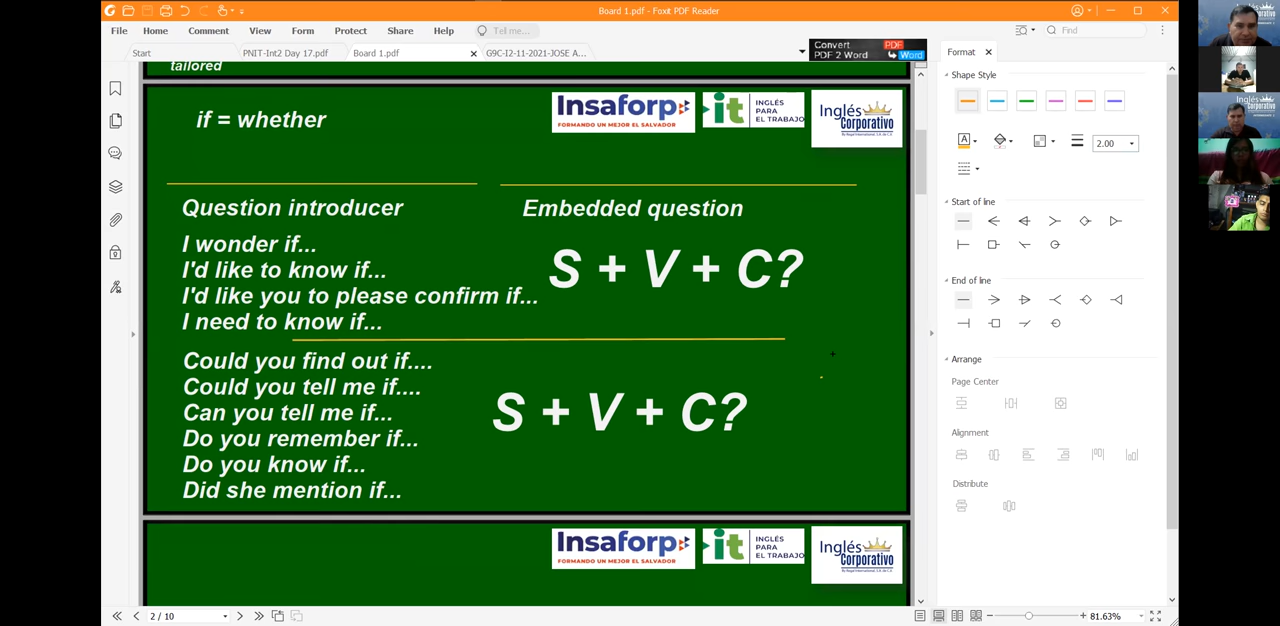 Board 1.pdf - Foxit PDF Reader
File Home Comment View Form Protect Share Help Tell me... Find
Start PNIT-Int2 Day 17.pdf Board 1.pdf G9C-I2-11-2021-JOSE A...
Convert PDF
PDF 2 Word Word
Format
tailored
if = whether
Insaforp
FORMANDO UN MEJOR EL SALVADOR
it INGLÉS PARA EL TRABAJO
Inglés Corporativo
Question introducer
Embedded question
I wonder if...
I'd like to know if...
I'd like you to please confirm if...
I need to know if...
S + V + C?
Could you find out if....
Could you tell me if....
Can you tell me if...
Do you remember if...
Do you know if...
Did she mention if...
S + V + C?
Insaforp
FORMANDO UN MEJOR EL SALVADOR
it INGLÉS PARA EL TRABAJO
Inglés Corporativo
Shape Style
A
2.00
Start of line
End of line
Arrange
Page Center
Alignment
Distribute
2 / 10
81.63%
Inglés
Corporativo
Inglés
Corporativo